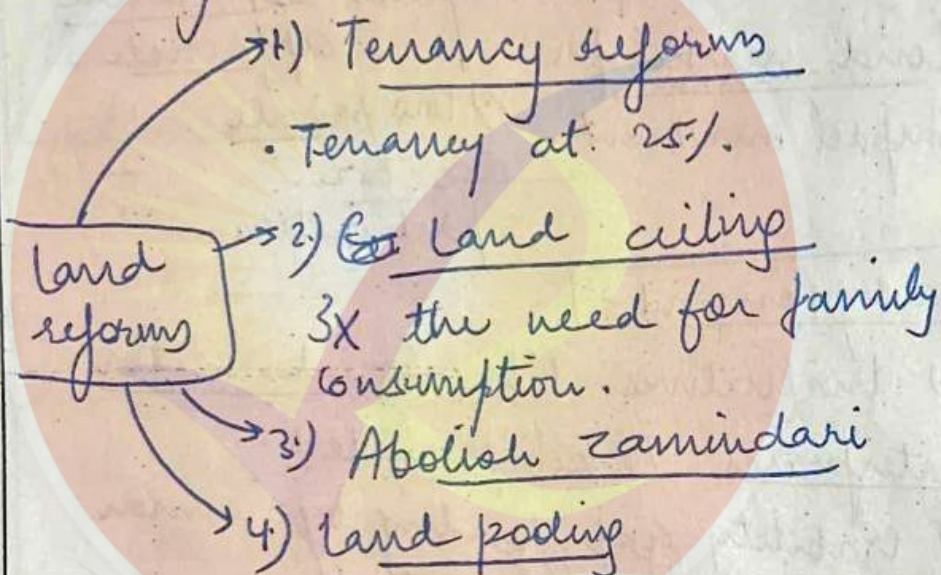 1) Tenancy reforms
• Tenancy at 25%.
Land
reforms
2) Land ceiling
3X the need for family
consumption.
3) Abolish zamindari
4) Land pooling